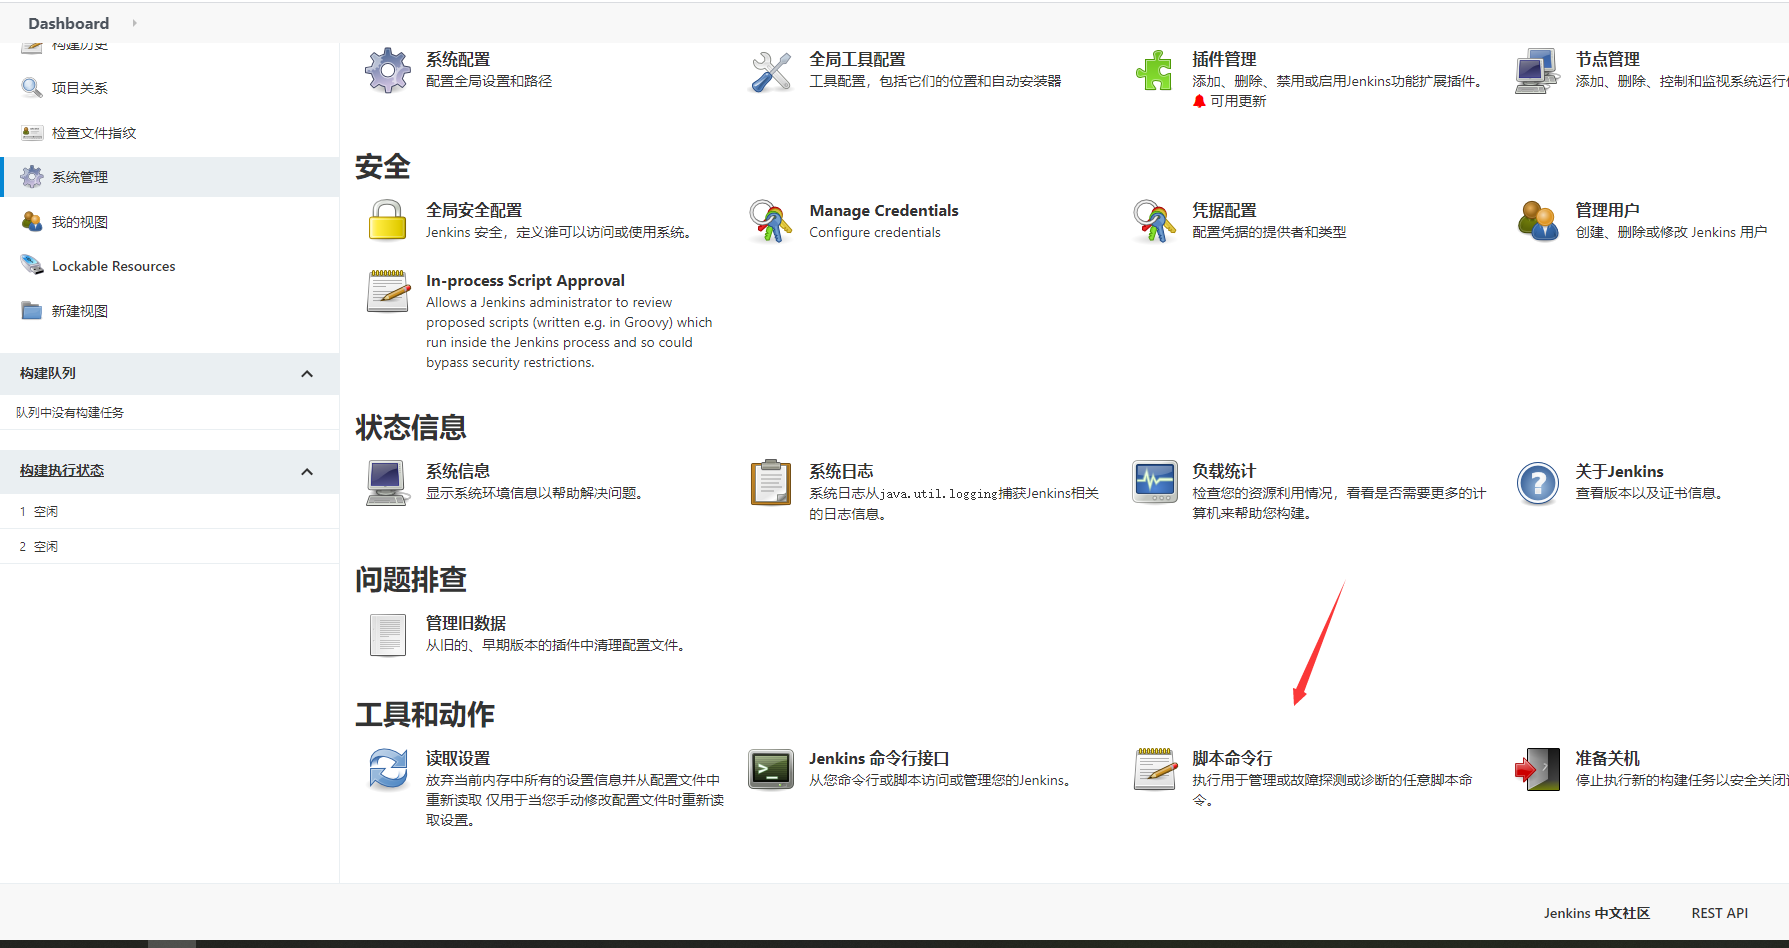 Dashboard
构建历史
项目关系
检查文件指纹
系统管理
我的视图
Lockable Resources
新建视图
构建队列
队列中没有构建任务
构建执行状态
1 空闲
2 空闲
系统配置
配置全局设置和路径
全局工具配置
工具配置，包括它们的位置和自动安装器
插件管理
添加、删除、禁用或启用Jenkins功能扩展插件。
可用更新
节点管理
添加、删除、控制和监视系统运行
安全
全局安全配置
Jenkins 安全，定义谁可以访问或使用系统。
Manage Credentials
Configure credentials
凭据配置
配置凭据的提供者和类型
管理用户
创建、删除或修改 Jenkins 用户
In-process Script Approval
Allows a Jenkins administrator to review
proposed scripts (written e.g. in Groovy) which
run inside the Jenkins process and so could
bypass security restrictions.
状态信息
系统信息
显示系统环境信息以帮助解决问题。
系统日志
系统日志从java.util.logging捕获Jenkins相关
的日志信息。
负载统计
检查您的资源利用情况，看看是否需要更多的计
算机来帮助您构建。
关于Jenkins
查看版本以及证书信息。
问题排查
管理旧数据
从旧的、早期版本的插件中清理配置文件。
工具和动作
读取设置
放弃当前内存中所有的设置信息并从配置文件中
重新读取 仅用于当您手动修改配置文件时重新读
取设置。
Jenkins 命令行接口
从您命令行或脚本访问或管理您的Jenkins。
脚本命令行
执行用于管理或故障探测或诊断的任意脚本命
令。
准备关机
停止执行新的构建任务以安全关闭
Jenkins 中文社区
REST API